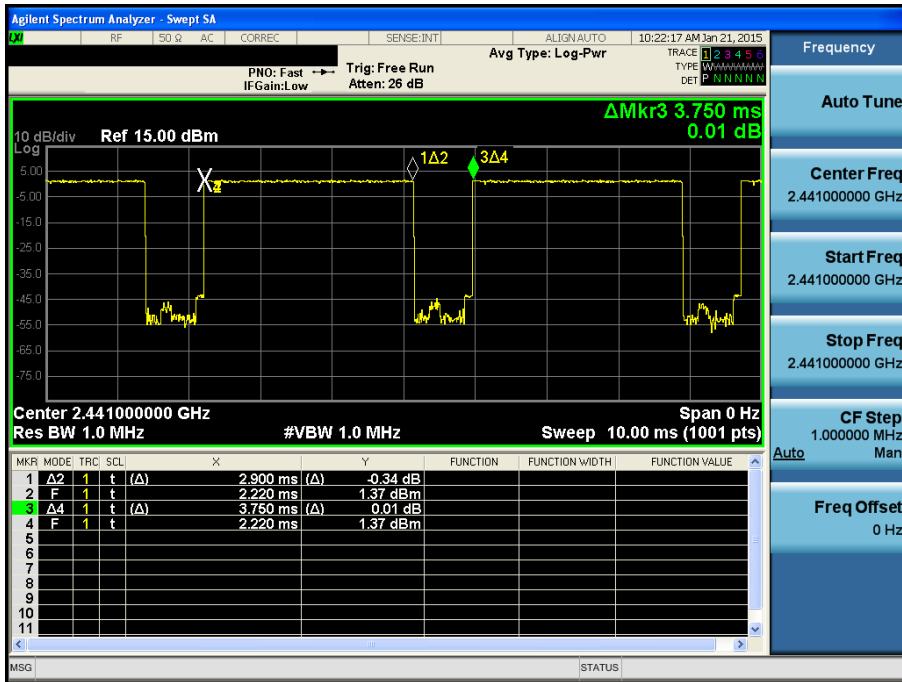 Agilent Spectrum Analyzer - Swept SA
LXI RF 50 Ω AC CORREC SENSE:INT ALIGN AUTO 10:22:17 AM Jan 21, 2015
Frequency
Avg Type: Log-Pwr TRACE 1 2 3 4 5 6
PNO: Fast Trig: Free Run TYPE WWWWWW
IFGain:Low Atten: 26 dB DET P N N N N N
Auto Tune
ΔMkr3 3.750 ms
0.01 dB
10 dB/div Ref 15.00 dBm
Log
1Δ2 3Δ4
5.00
-5.00
-15.0
-25.0
-35.0
-45.0
-55.0
-65.0
-75.0
Center Freq
2.441000000 GHz
Start Freq
2.441000000 GHz
Stop Freq
2.441000000 GHz
Center 2.441000000 GHz Span 0 Hz
Res BW 1.0 MHz #VBW 1.0 MHz Sweep 10.00 ms (1001 pts)
CF Step
1.000000 MHz
Auto Man
MKR MODE TRC SCL X Y FUNCTION FUNCTION WIDTH FUNCTION VALUE
1 Δ2 1 t (Δ) 2.900 ms (Δ) -0.34 dB
2 F 1 t 2.220 ms 1.37 dBm
3 Δ4 1 t (Δ) 3.750 ms (Δ) 0.01 dB
4 F 1 t 2.220 ms 1.37 dBm
5
6
7
8
9
10
11
Freq Offset
0 Hz
MSG STATUS